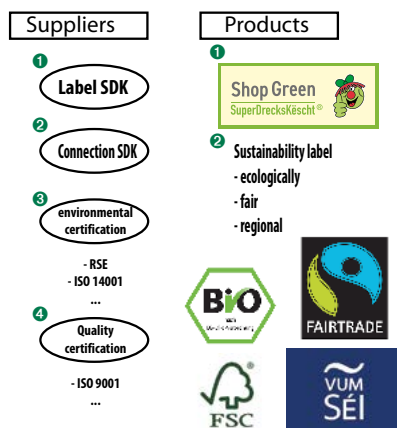 Suppliers
1
Label SDK
2
Connection SDK
3
environmental
certification
- RSE
- ISO 14001
...
4
Quality
certification
- ISO 9001
...
Products
1
Shop Green
SuperDrecksKëscht®
2
Sustainability label
- ecologically
- fair
- regional
Bio
nach
FAIRTRADE
FSC
VUM
SÉI